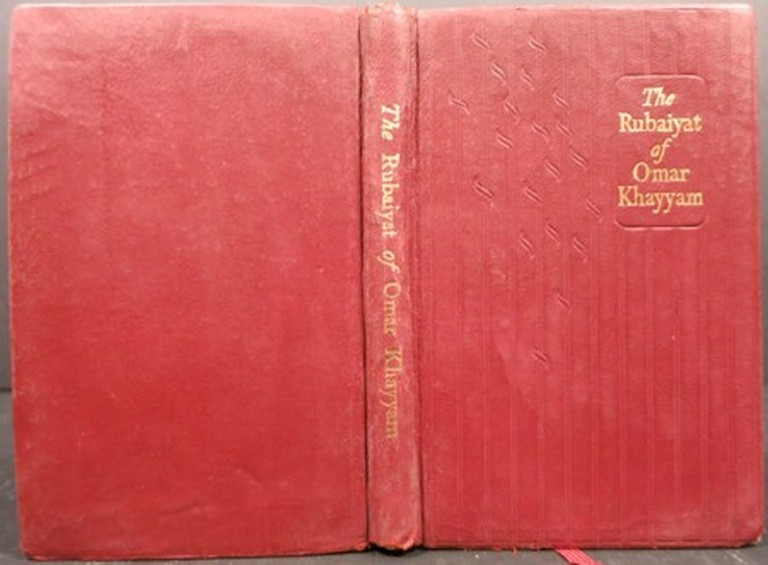 The Rubaiyat of Omar Khayyam
The
Rubaiyat
of
Omar
Khayyam